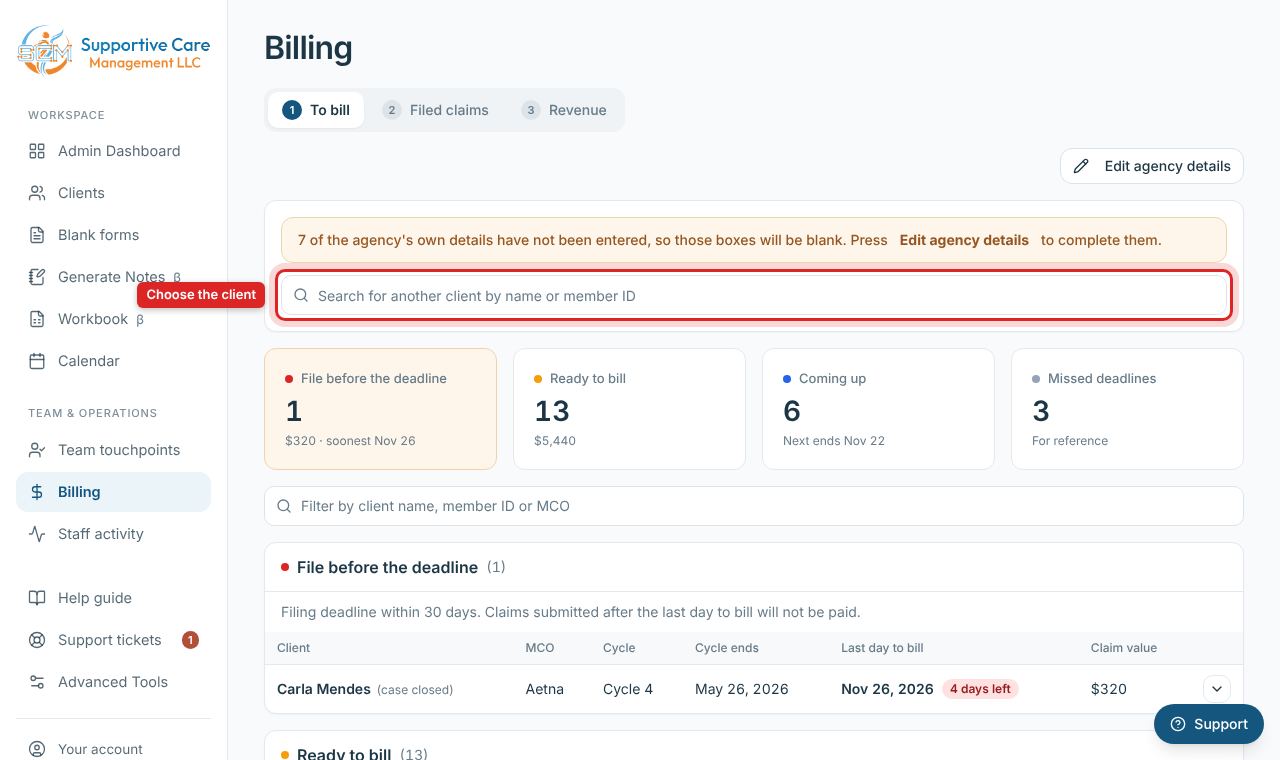 SCM
Supportive Care
Management LLC
WORKSPACE
Admin Dashboard
Clients
Blank forms
Generate Notes β
Workbook β
Calendar
TEAM & OPERATIONS
Team touchpoints
Billing
Staff activity
Help guide
Support tickets 1
Advanced Tools
Your account
Billing
1 To bill 2 Filed claims 3 Revenue
Edit agency details
7 of the agency's own details have not been entered, so those boxes will be blank. Press Edit agency details to complete them.
Choose the client
Search for another client by name or member ID
File before the deadline
1
$320 · soonest Nov 26
Ready to bill
13
$5,440
Coming up
6
Next ends Nov 22
Missed deadlines
3
For reference
Filter by client name, member ID or MCO
File before the deadline (1)
Filing deadline within 30 days. Claims submitted after the last day to bill will not be paid.
Client MCO Cycle Cycle ends Last day to bill Claim value
Carla Mendes (case closed) Aetna Cycle 4 May 26, 2026 Nov 26, 2026 4 days left $320
Support
Ready to bill (13)